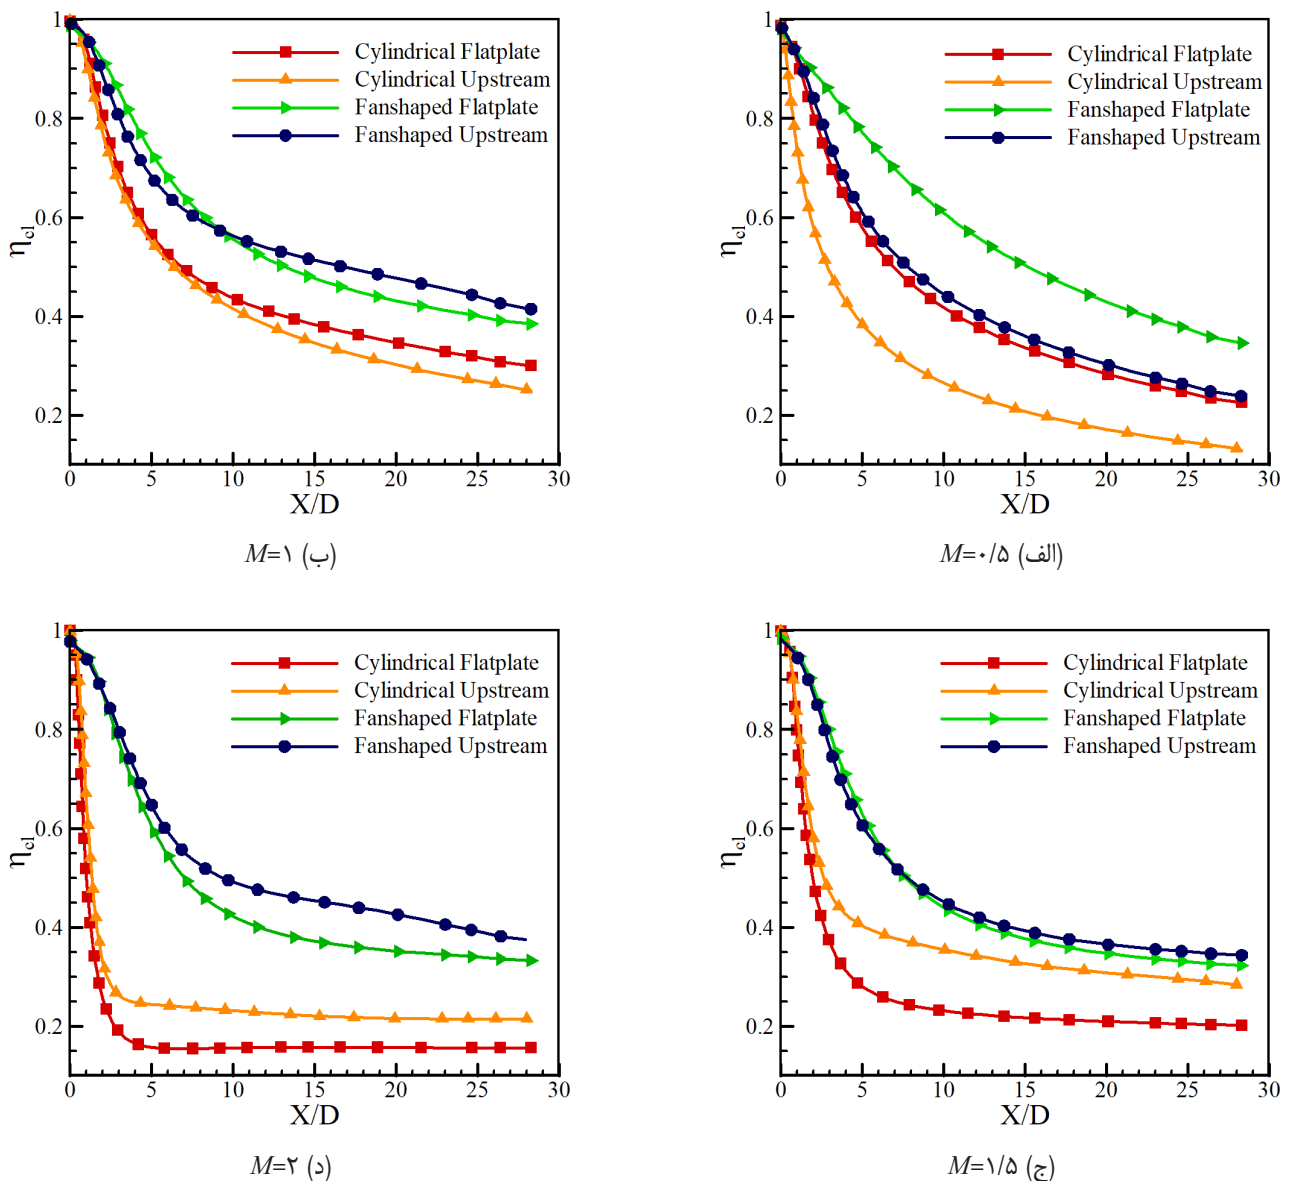 1
0.8
0.6
0.4
0.2
η_cl
0 5 10 15 20 25 30
X/D
Cylindrical Flatplate
Cylindrical Upstream
Fanshaped Flatplate
Fanshaped Upstream
(ب) M=۱
1
0.8
0.6
0.4
0.2
η_cl
0 5 10 15 20 25 30
X/D
Cylindrical Flatplate
Cylindrical Upstream
Fanshaped Flatplate
Fanshaped Upstream
(الف) M=۰/۵
1
0.8
0.6
0.4
0.2
η_cl
0 5 10 15 20 25 30
X/D
Cylindrical Flatplate
Cylindrical Upstream
Fanshaped Flatplate
Fanshaped Upstream
(د) M=۲
1
0.8
0.6
0.4
0.2
η_cl
0 5 10 15 20 25 30
X/D
Cylindrical Flatplate
Cylindrical Upstream
Fanshaped Flatplate
Fanshaped Upstream
(ج) M=۱/۵